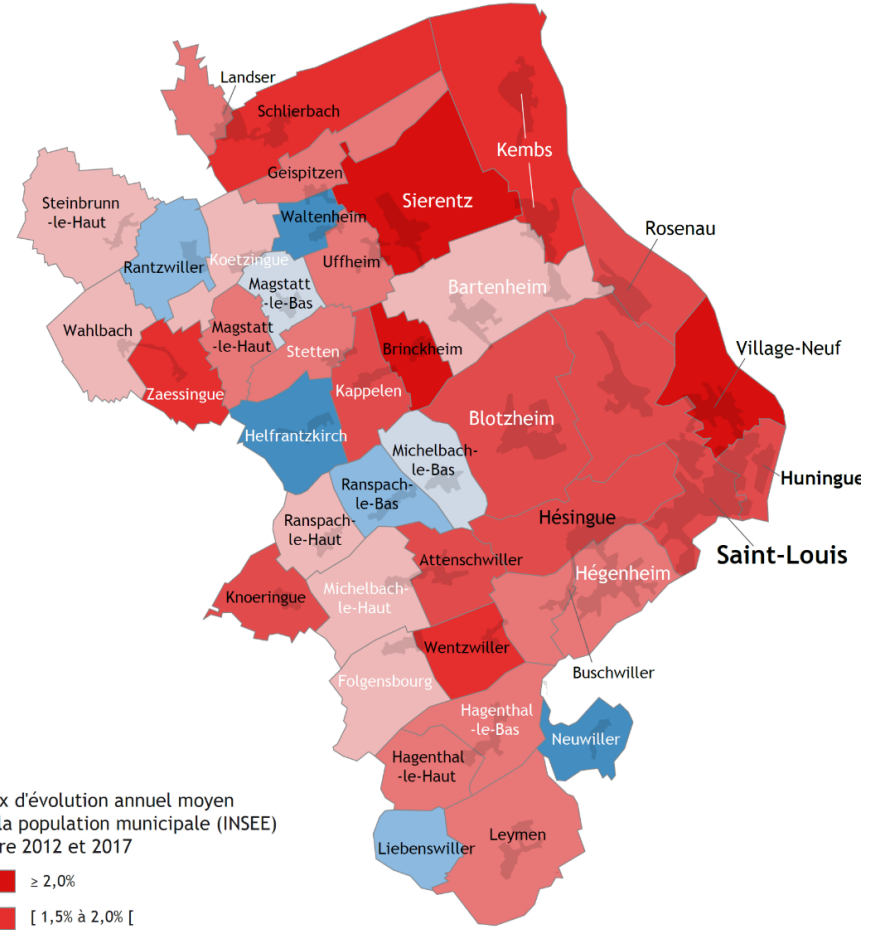 Landser
Schlierbach
Kembs
Geispitzen
Sierentz
Steinbrunn
-le-Haut
Waltenheim
Rosenau
Koetzingue
Uffheim
Rantzwiller
Magstatt
-le-Bas
Bartenheim
Wahlbach
Magstatt
-le-Haut
Stetten
Brinckheim
Village-Neuf
Zaessingue
Kappelen
Blotzheim
Helfrantzkirch
Michelbach-
le-Bas
Huningue
Ranspach-
le-Bas
Hésingue
Ranspach-
le-Haut
Saint-Louis
Attenschwiller
Hégenheim
Knoeringue
Michelbach-
le-Haut
Wentzwiller
Buschwiller
Folgensbourg
Hagenthal
-le-Bas
Neuwiller
Hagenthal
-le-Haut
Leymen
Liebenswiller
x d'évolution annuel moyen
la population municipale (INSEE)
re 2012 et 2017
≥ 2,0%
[ 1,5% à 2,0% [